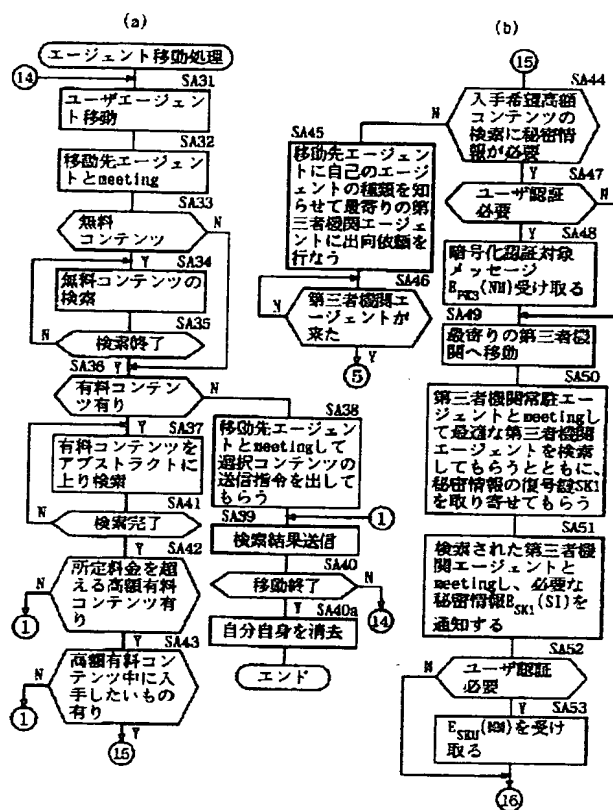 (a)
エージェント移動処理
14
SA31
ユーザエージェ
ント移動
SA32
移動先エージェン
トとmeeting
SA33
無料
コンテンツ
N
Y
SA34
無料コンテンツの
検索
SA35
N
検索終了
SA36
Y
有料コンテン
ツ有り
N
Y
SA37
有料コンテンツを
アブストラクトに
上り検索
SA41
N
検索完了
Y
SA42
所定料金を超
える高額有料
コンテンツ有
り
N
1
Y
SA43
高額有料コン
テンツ中に入
手したいもの
有り
N
1
Y
15
SA38
移動先エージェン
トとmeetingして
選択コンテンツの
送信指令を出して
もらう
1
SA39
検索結果送信
SA40
移動終了
N
14
Y
SA40a
自分自身を消去
エンド
(b)
15
SA44
入手希望高額
コンテンツの
検索に秘密情
報が必要
N
Y
SA45
移動先エージェン
トに自己のエージ
ェントの種類を知
らせて最寄りの第
三者機関エージェ
ントに出向依頼を
行なう
SA46
第三者機関エ
ージェントが
来た
N
Y
5
SA47
ユーザ認証
必要
N
Y
SA48
暗号化認証対象
メッセージ
受け取る
SA49
最寄りの第三者機
関へ移動
SA50
第三者機関常駐エ
ージェントとmeetingし
て最適な第三者機関
エージェントを検索
してもらうとともに、
秘密情報の復号鍵SK1
を取り寄せてもらう
SA51
検索された第三者機
関エージェントと
meetingし、必要な
秘密情報E_SK1(SI)を
通知する
SA52
ユーザ認証
必要
N
Y
SA53
を受け
取る
16